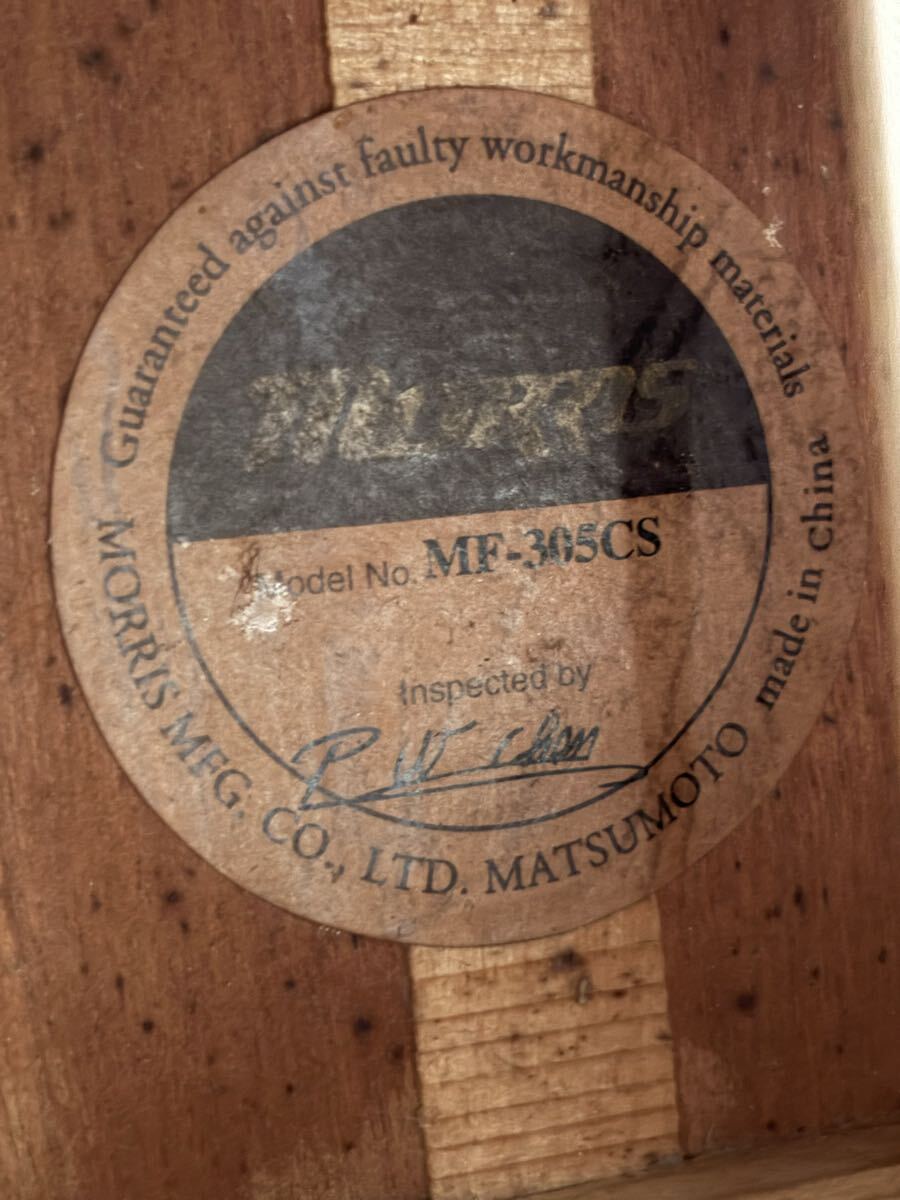 Guaranteed against faulty workmanship materials
MORRIS
Model No. MF-305CS
Inspected by
MORRIS MFG. CO., LTD. MATSUMOTO made in China